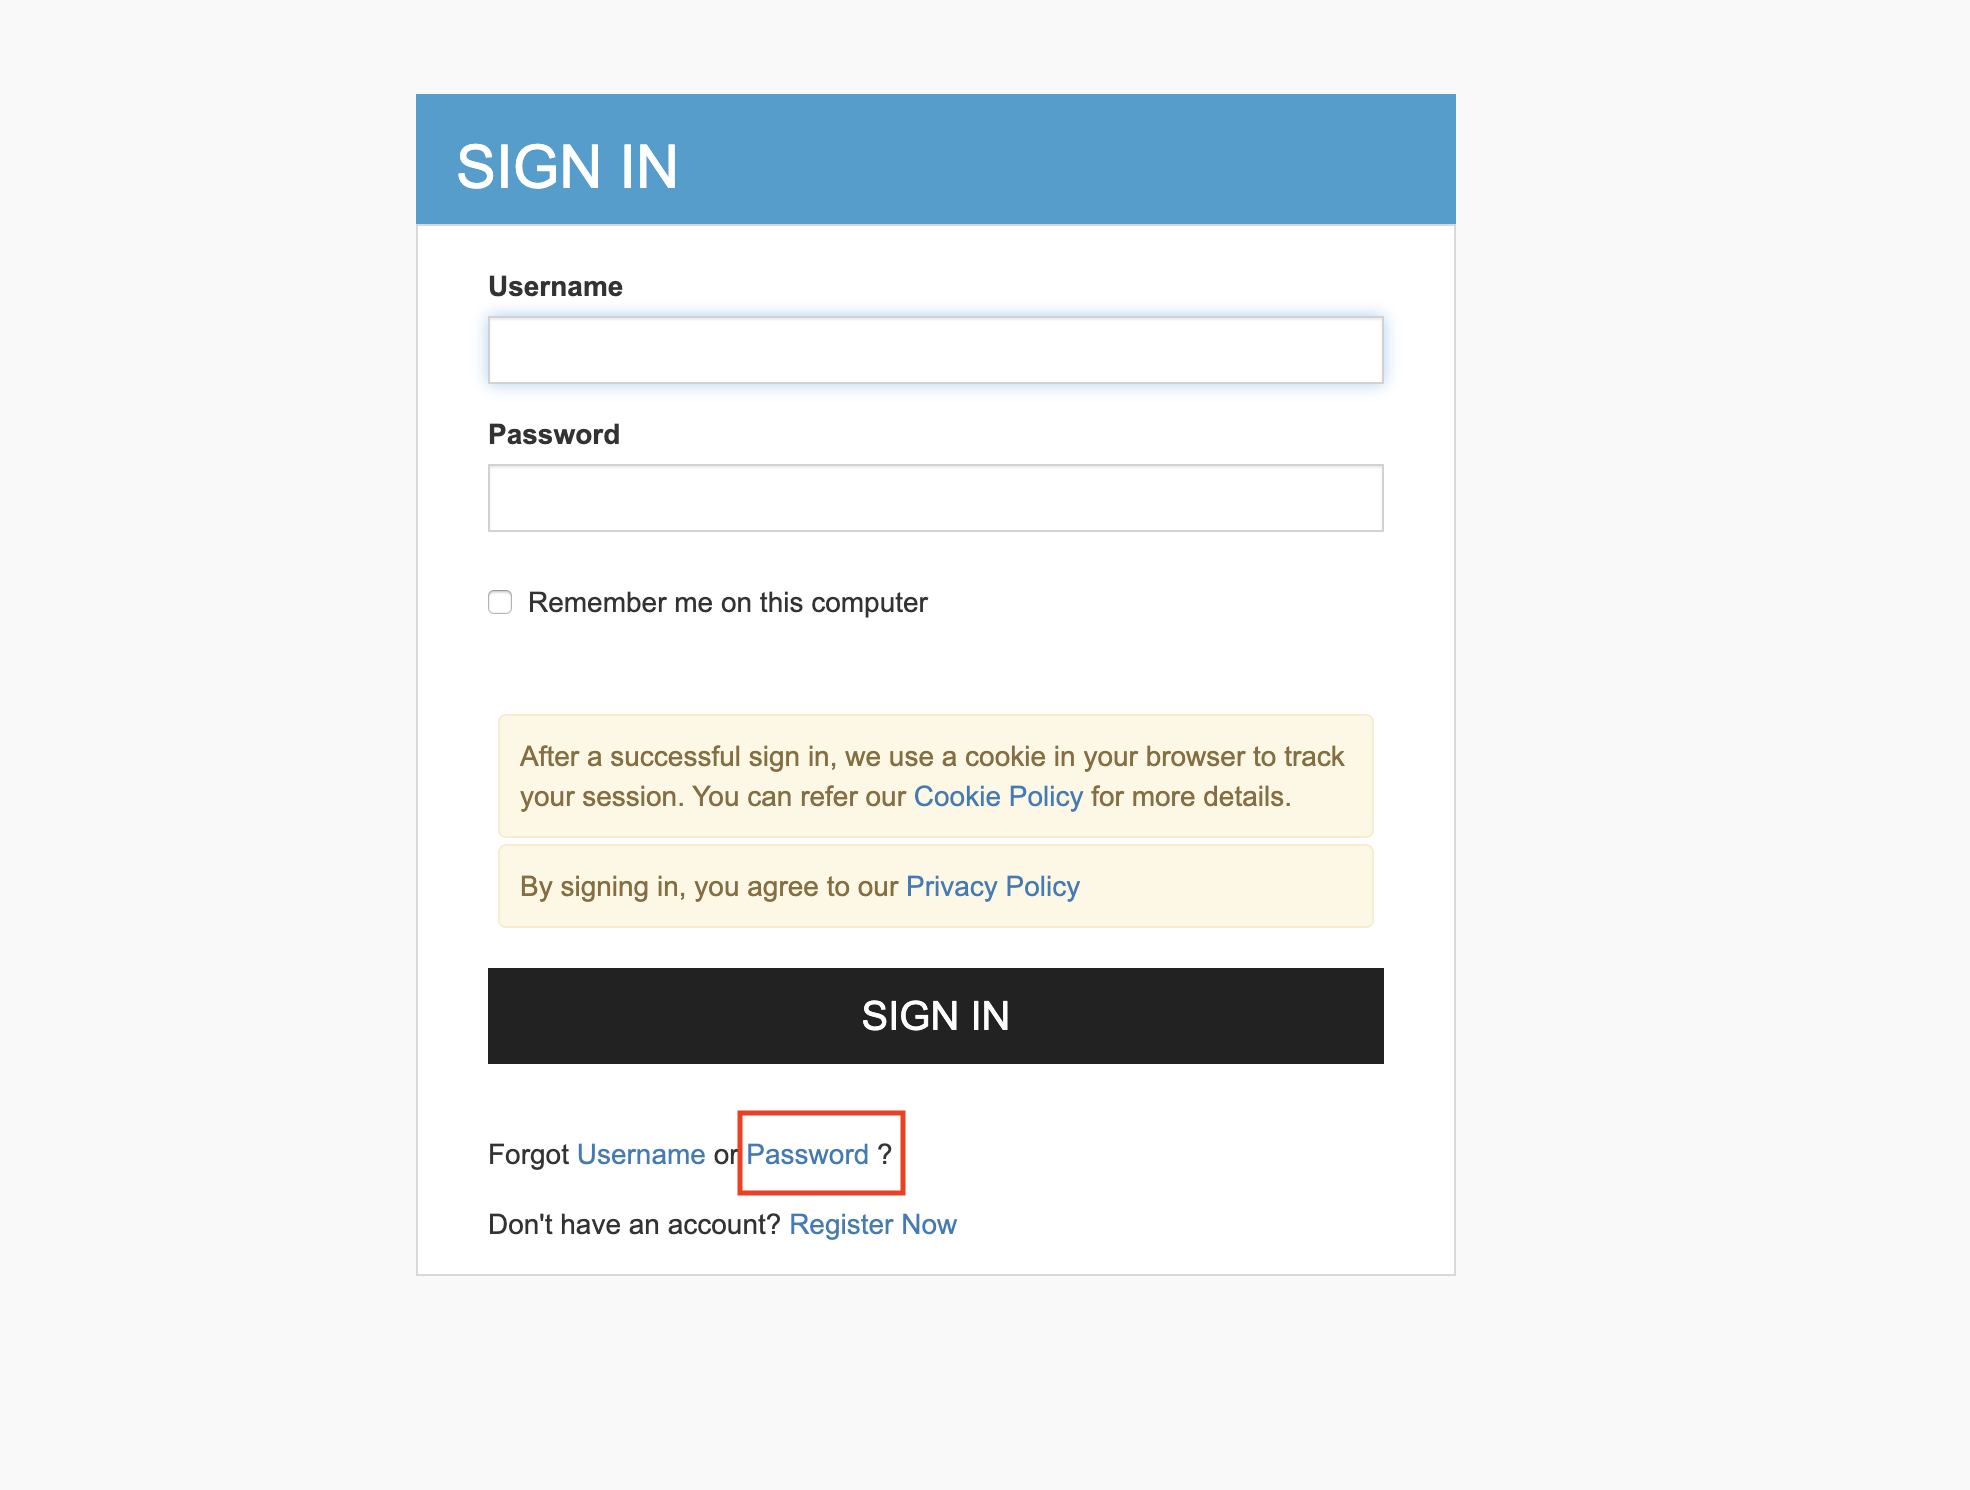 SIGN IN
Username
Password
Remember me on this computer
After a successful sign in, we use a cookie in your browser to track
your session. You can refer our Cookie Policy for more details.
By signing in, you agree to our Privacy Policy
SIGN IN
Forgot Username or Password ?
Don't have an account? Register Now